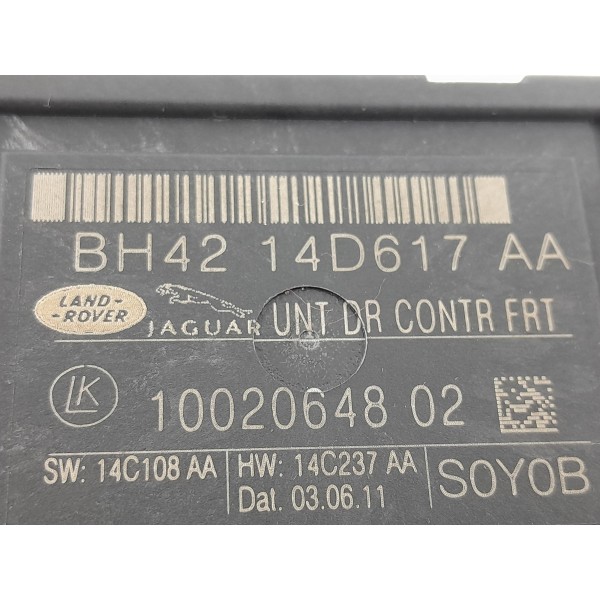 BH42 14D617 AA
LAND-
-ROVER
JAGUAR UNT DR CONTR FRT
LK 10020648 02
SW: 14C108 AA HW: 14C237 AA SOYOB
Dat. 03.06.11